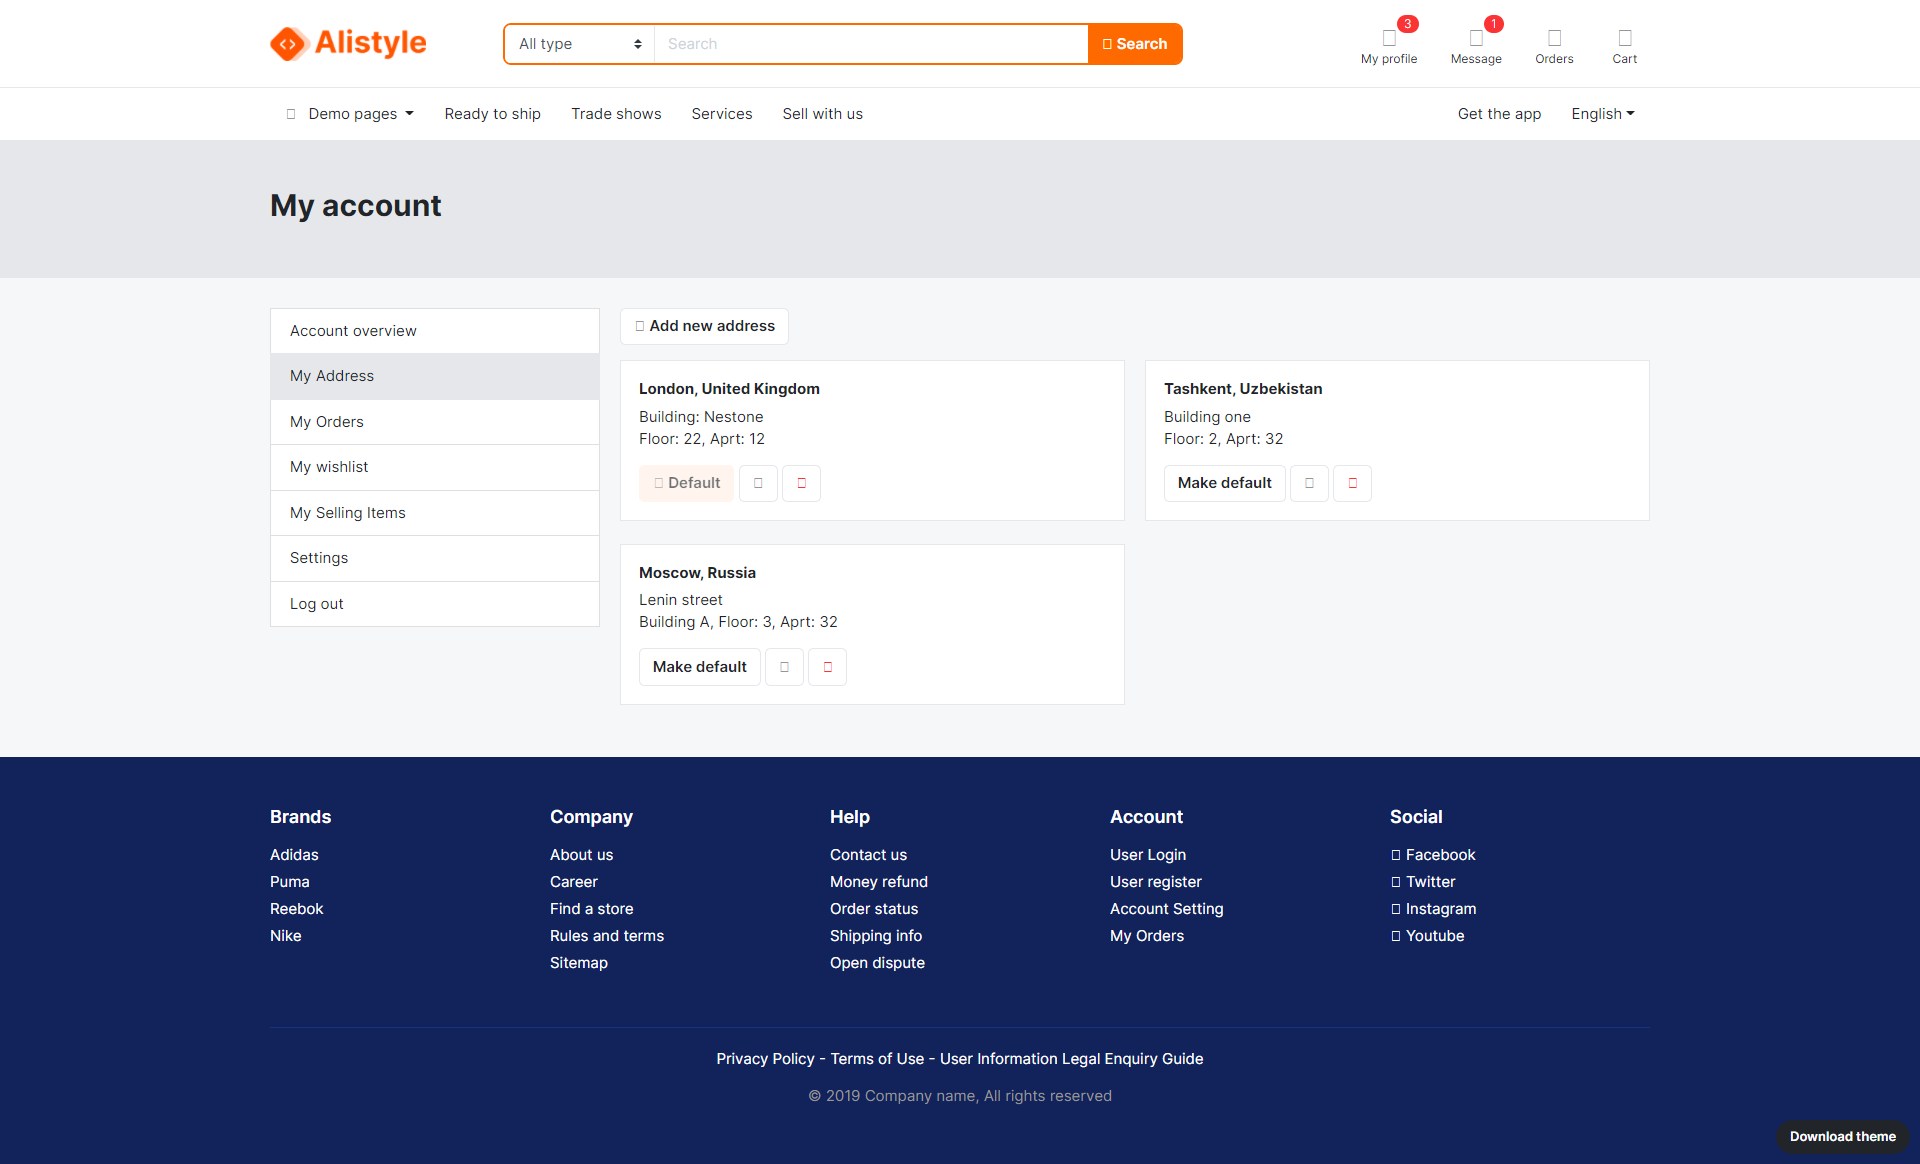 Alistyle
All type
Search
Search
3
My profile
1
Message
Orders
Cart
Demo pages
Ready to ship
Trade shows
Services
Sell with us
Get the app
English
My account
Account overview
My Address
My Orders
My wishlist
My Selling Items
Settings
Log out
Add new address
London, United Kingdom
Building: Nestone
Floor: 22, Aprt: 12
Default
Tashkent, Uzbekistan
Building one
Floor: 2, Aprt: 32
Make default
Moscow, Russia
Lenin street
Building A, Floor: 3, Aprt: 32
Make default
Brands
Adidas
Puma
Reebok
Nike
Company
About us
Career
Find a store
Rules and terms
Sitemap
Help
Contact us
Money refund
Order status
Shipping info
Open dispute
Account
User Login
User register
Account Setting
My Orders
Social
Facebook
Twitter
Instagram
Youtube
Privacy Policy - Terms of Use - User Information Legal Enquiry Guide
© 2019 Company name, All rights reserved
Download theme